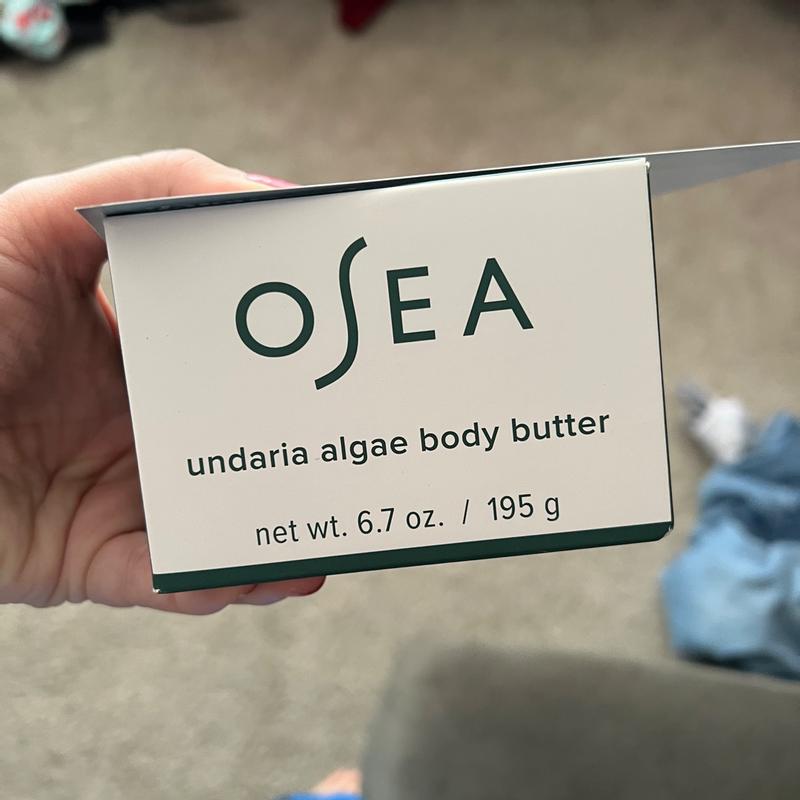 OSEA
undaria algae body butter
net wt. 6.7 oz. / 195 g